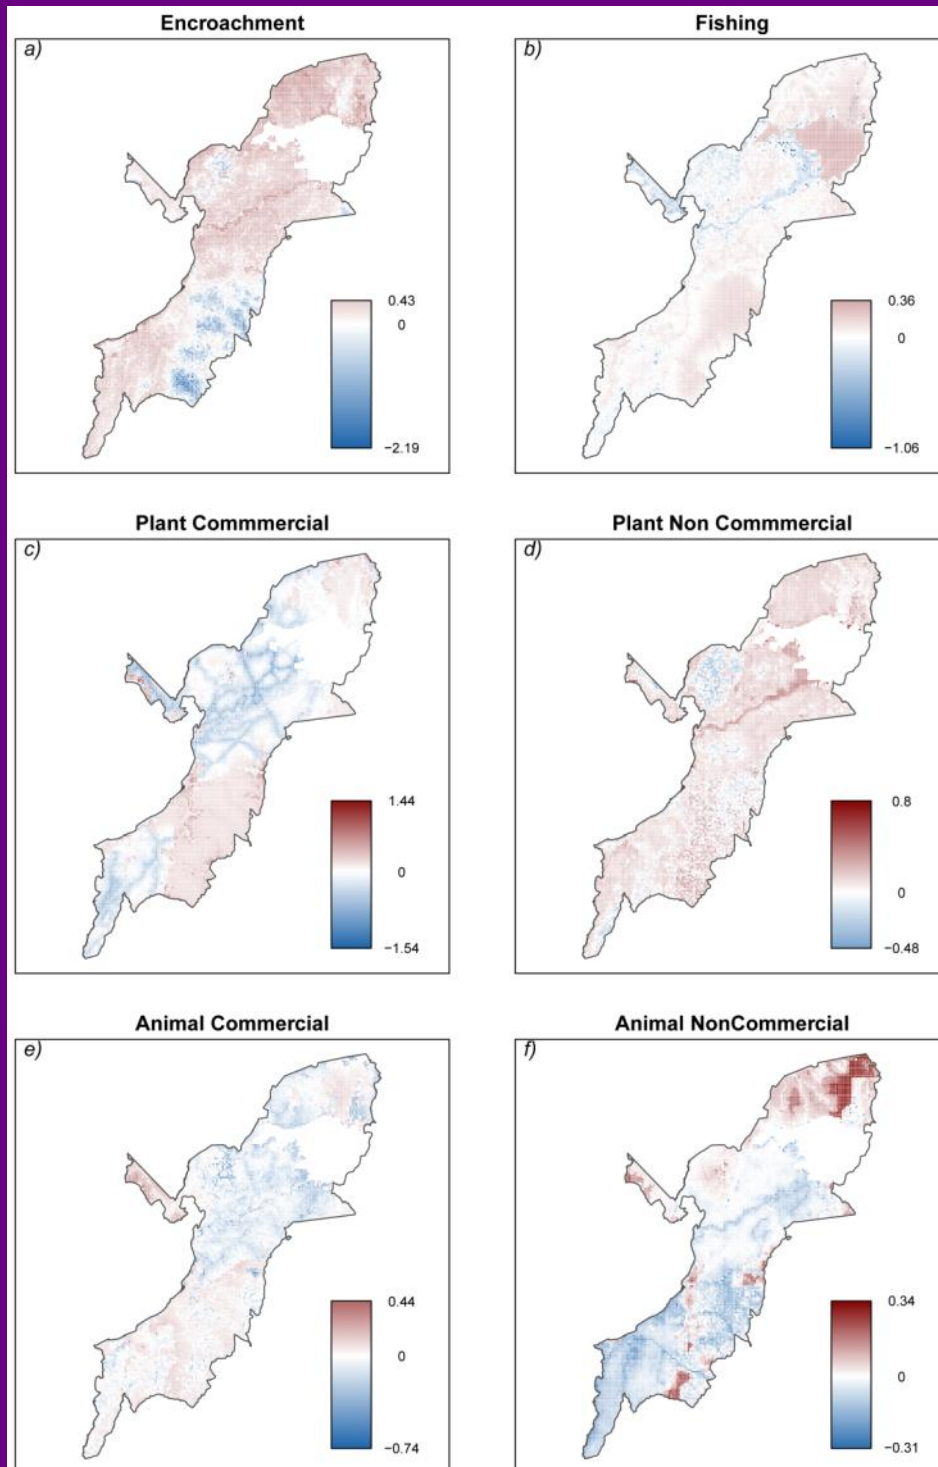 Encroachment
Fishing
a)
b)
0.43
0
−2.19
0.36
0
−1.06
Plant Commmercial
Plant Non Commmercial
c)
d)
1.44
0
−1.54
0.8
0
−0.48
Animal Commercial
Animal NonCommercial
e)
f)
0.44
0
−0.74
0.34
0
−0.31